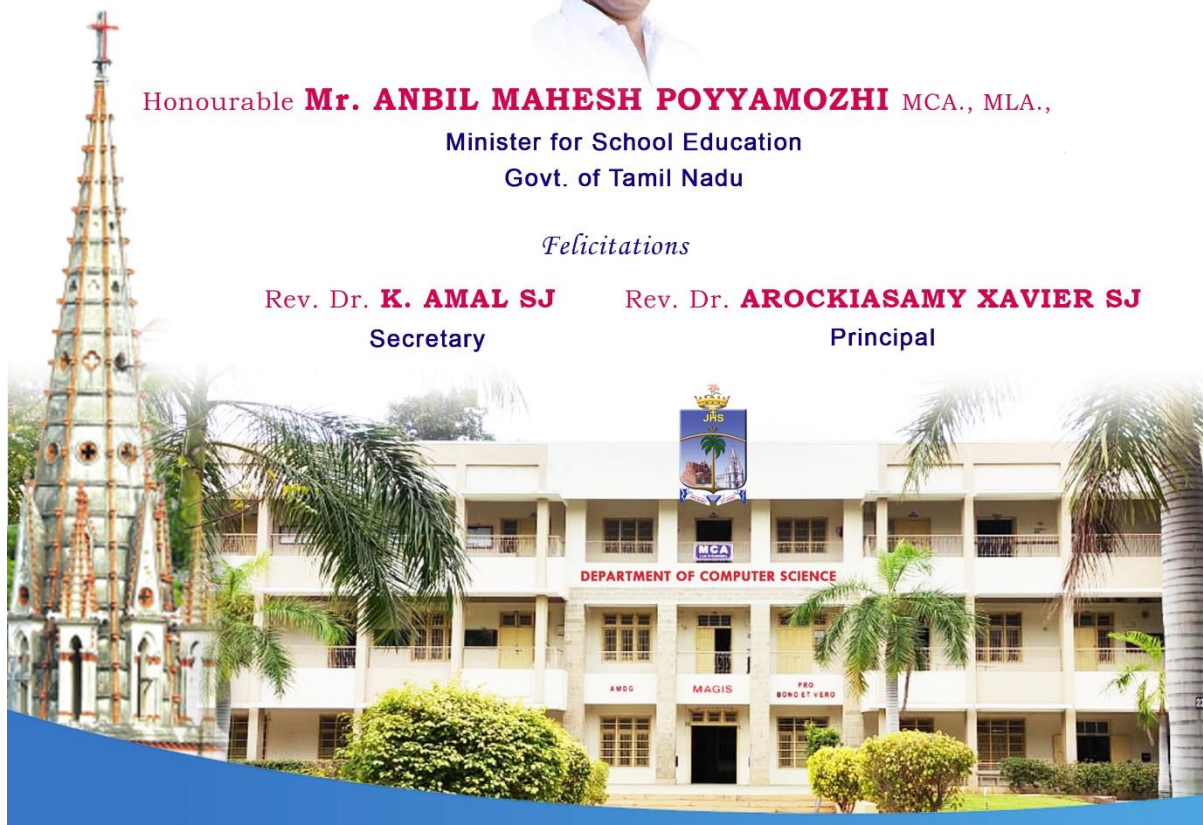 Honourable Mr. ANBIL MAHESH POYYAMOZHI MCA., MLA.,
Minister for School Education
Govt. of Tamil Nadu
Felicitations
Rev. Dr. K. AMAL SJ
Secretary
Rev. Dr. AROCKIASAMY XAVIER SJ
Principal
JHS
MCA
DEPARTMENT OF COMPUTER SCIENCE
AMDG
MAGIS
PRO
BONO ET VERO